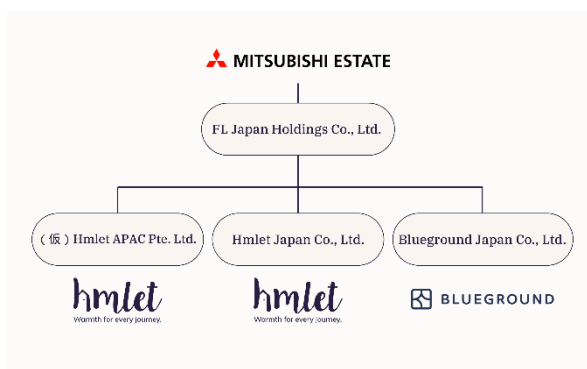 MITSUBISHI ESTATE
FL Japan Holdings Co., Ltd.
(仮) Hmlet APAC Pte. Ltd.
Hmlet Japan Co., Ltd.
Blueground Japan Co., Ltd.
hmlet
Warmth for every journey.
hmlet
Warmth for every journey.
BLUEGROUND